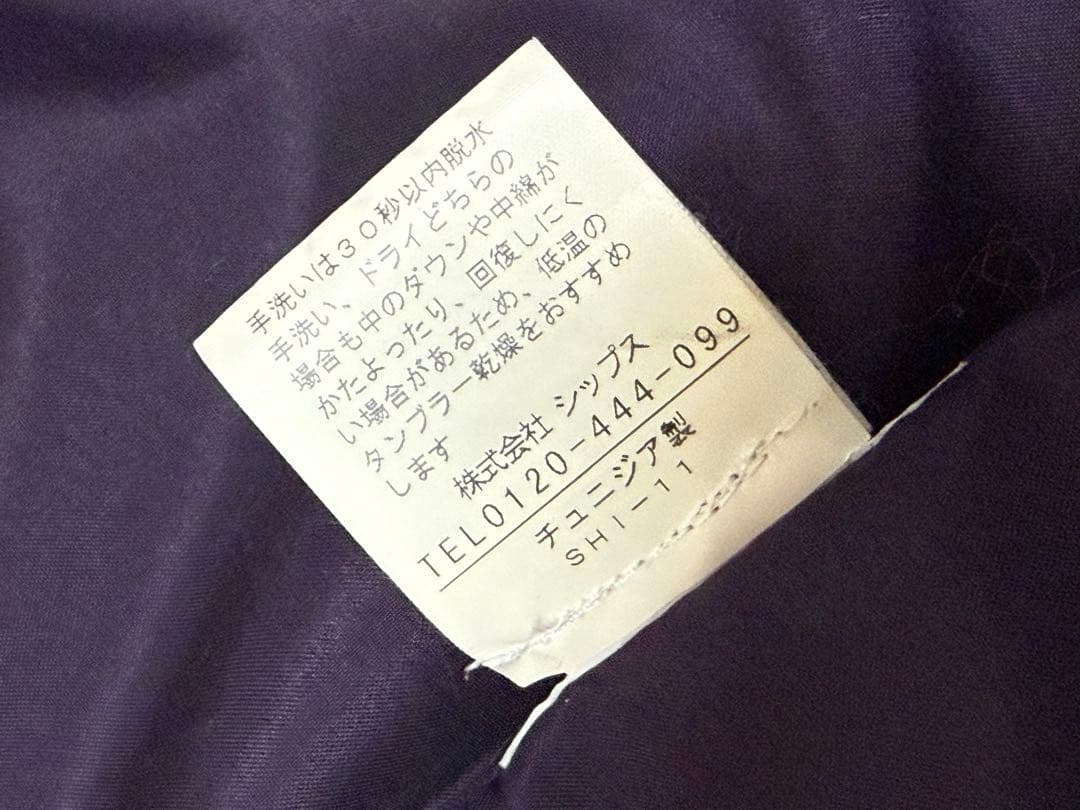 手洗いは30秒以内脱水
手洗い、ドライどちらの
場合も中のダウンや中綿が
かたよったり、回復しにく
い場合があるため、低温の
タンブラー乾燥をおすすめ
します
株式会社 シップス
TEL0120-444-099
チュニジア製
SHI-11